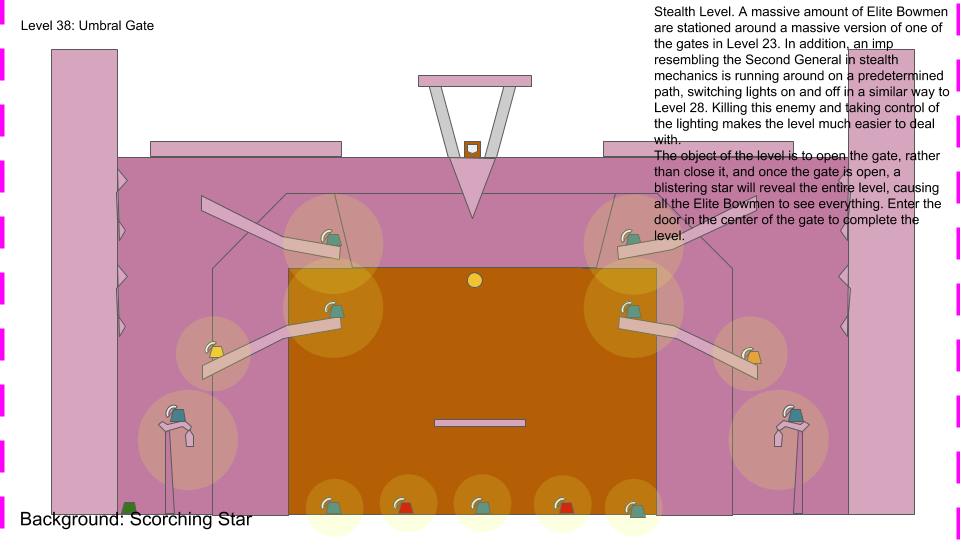 Level 38: Umbral Gate
Stealth Level. A massive amount of Elite Bowmen
are stationed around a massive version of one of
the gates in Level 23. In addition, an imp
resembling the Second General in stealth
mechanics is running around on a predetermined
path, switching lights on and off in a similar way to
Level 28. Killing this enemy and taking control of
the lighting makes the level much easier to deal
with.
The object of the level is to open the gate, rather
than close it, and once the gate is open, a
blistering star will reveal the entire level, causing
all the Elite Bowmen to see everything. Enter the
door in the center of the gate to complete the
level.
Background: Scorching Star